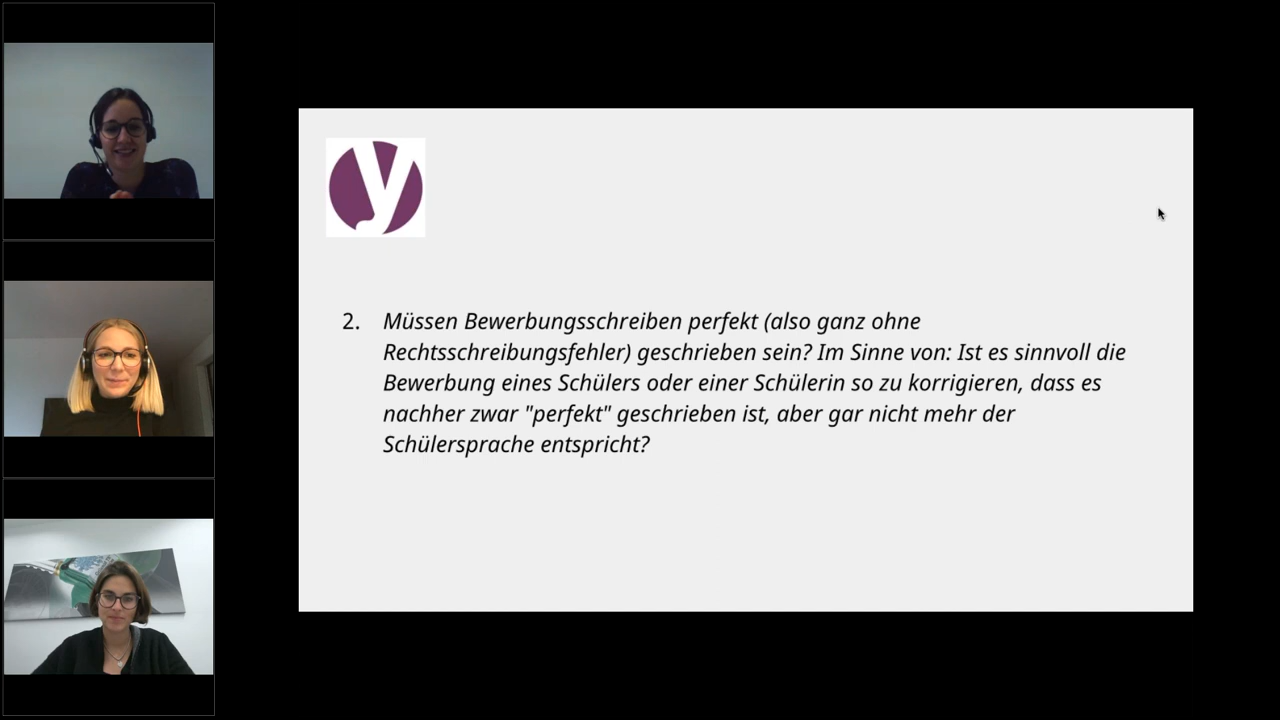 y
2. Müssen Bewerbungsschreiben perfekt (also ganz ohne
Rechtsschreibungsfehler) geschrieben sein? Im Sinne von: Ist es sinnvoll die
Bewerbung eines Schülers oder einer Schülerin so zu korrigieren, dass es
nachher zwar "perfekt" geschrieben ist, aber gar nicht mehr der
Schülersprache entspricht?